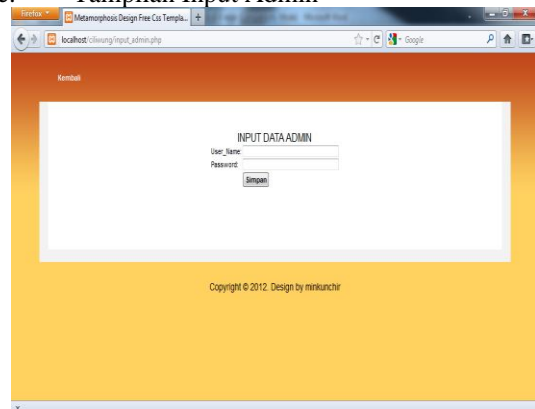 Tampilan Input Admin
Firefox
Metamorphosis Design Free Css Templa...
localhost/ciliwung/input_admin.php
Google
Kembali
INPUT DATA ADMIN
User_Name:
Password:
Simpan
Copyright © 2012. Design by minkunchir
x